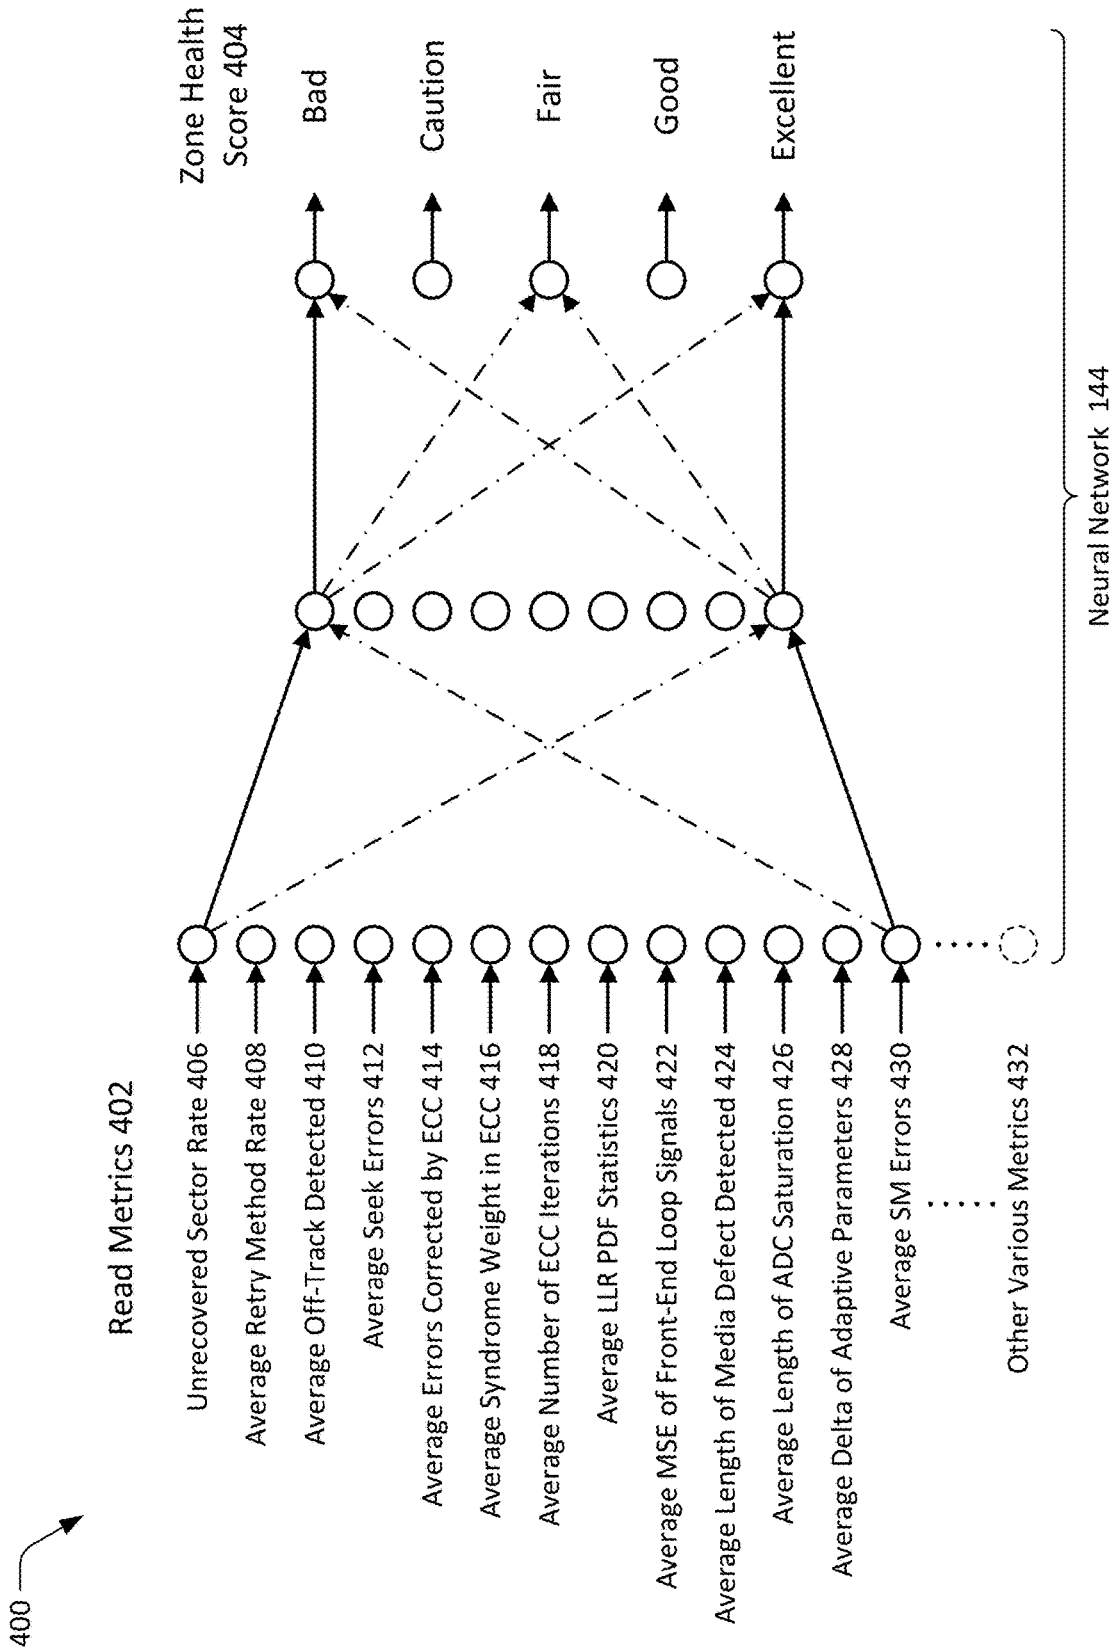 400
Read Metrics 402
Zone Health
Score 404
Unrecovered Sector Rate 406
Average Retry Method Rate 408
Average Off-Track Detected 410
Average Seek Errors 412
Average Errors Corrected by ECC 414
Average Syndrome Weight in ECC 416
Average Number of ECC Iterations 418
Average LLR PDF Statistics 420
Average MSE of Front-End Loop Signals 422
Average Length of Media Defect Detected 424
Average Length of ADC Saturation 426
Average Delta of Adaptive Parameters 428
Average SM Errors 430
Other Various Metrics 432
Bad
Caution
Fair
Good
Excellent
Neural Network 144